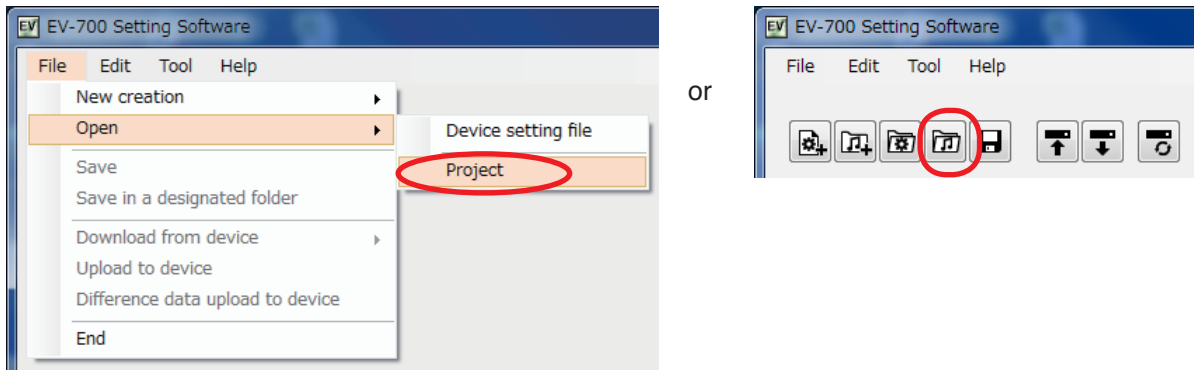 EV EV-700 Setting Software
File Edit Tool Help
New creation
Open
Save
Save in a designated folder
Download from device
Upload to device
Difference data upload to device
End
Device setting file
Project
or
EV EV-700 Setting Software
File Edit Tool Help